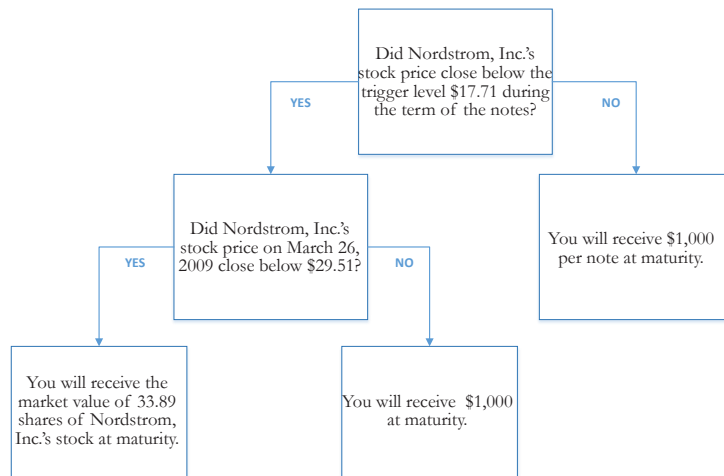 Did Nordstrom, Inc.'s
stock price close below the
trigger level $17.71 during
the term of the notes?
YES
NO
Did Nordstrom, Inc.'s
stock price on March 26,
2009 close below $29.51?
You will receive $1,000
per note at maturity.
YES
NO
You will receive the
market value of 33.89
shares of Nordstrom,
Inc.'s stock at maturity.
You will receive $1,000
at maturity.